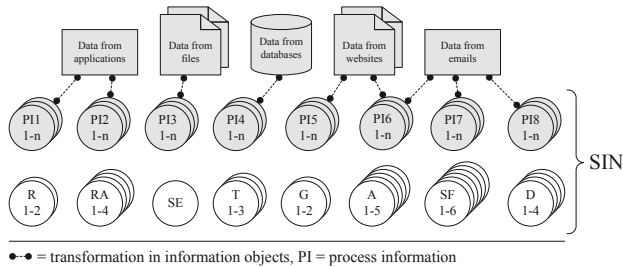 Data from
applications
Data from
files
Data from
databases
Data from
websites
Data from
emails
PI1
1-n
PI2
1-n
PI3
1-n
PI4
1-n
PI5
1-n
PI6
1-n
PI7
1-n
PI8
1-n
SIN
R
1-2
RA
1-4
SE
T
1-3
G
1-2
A
1-5
SF
1-6
D
1-4
= transformation in information objects, PI = process information